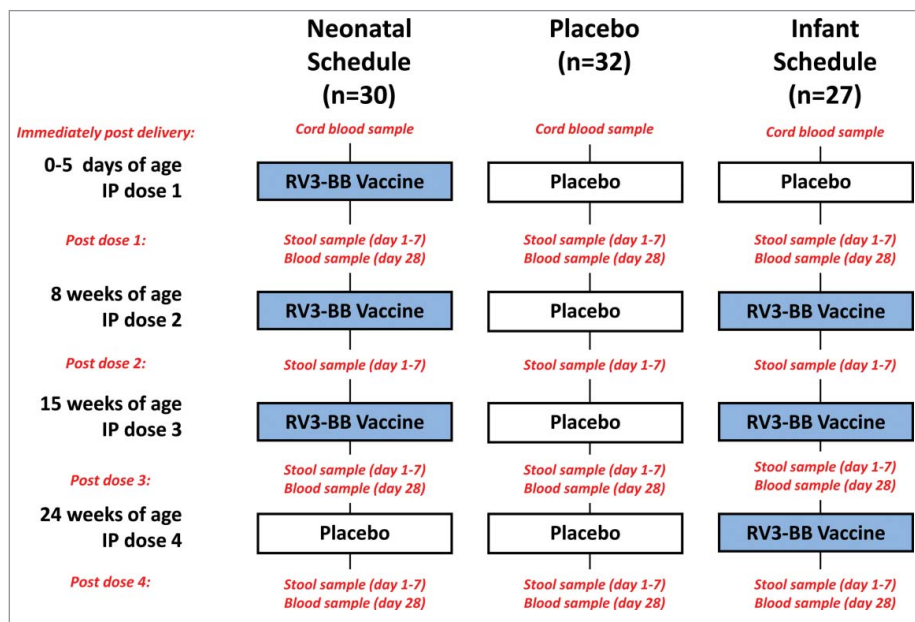 Neonatal
Schedule
(n=30)
Placebo
(n=32)
Infant
Schedule
(n=27)
Immediately post delivery:
Cord blood sample
Cord blood sample
Cord blood sample
0-5 days of age
IP dose 1
RV3-BB Vaccine
Placebo
Placebo
Post dose 1:
Stool sample (day 1-7)
Blood sample (day 28)
Stool sample (day 1-7)
Blood sample (day 28)
Stool sample (day 1-7)
Blood sample (day 28)
8 weeks of age
IP dose 2
RV3-BB Vaccine
Placebo
RV3-BB Vaccine
Post dose 2:
Stool sample (day 1-7)
Stool sample (day 1-7)
Stool sample (day 1-7)
15 weeks of age
IP dose 3
RV3-BB Vaccine
Placebo
RV3-BB Vaccine
Post dose 3:
Stool sample (day 1-7)
Blood sample (day 28)
Stool sample (day 1-7)
Blood sample (day 28)
Stool sample (day 1-7)
Blood sample (day 28)
24 weeks of age
IP dose 4
Placebo
Placebo
RV3-BB Vaccine
Post dose 4:
Stool sample (day 1-7)
Blood sample (day 28)
Stool sample (day 1-7)
Blood sample (day 28)
Stool sample (day 1-7)
Blood sample (day 28)